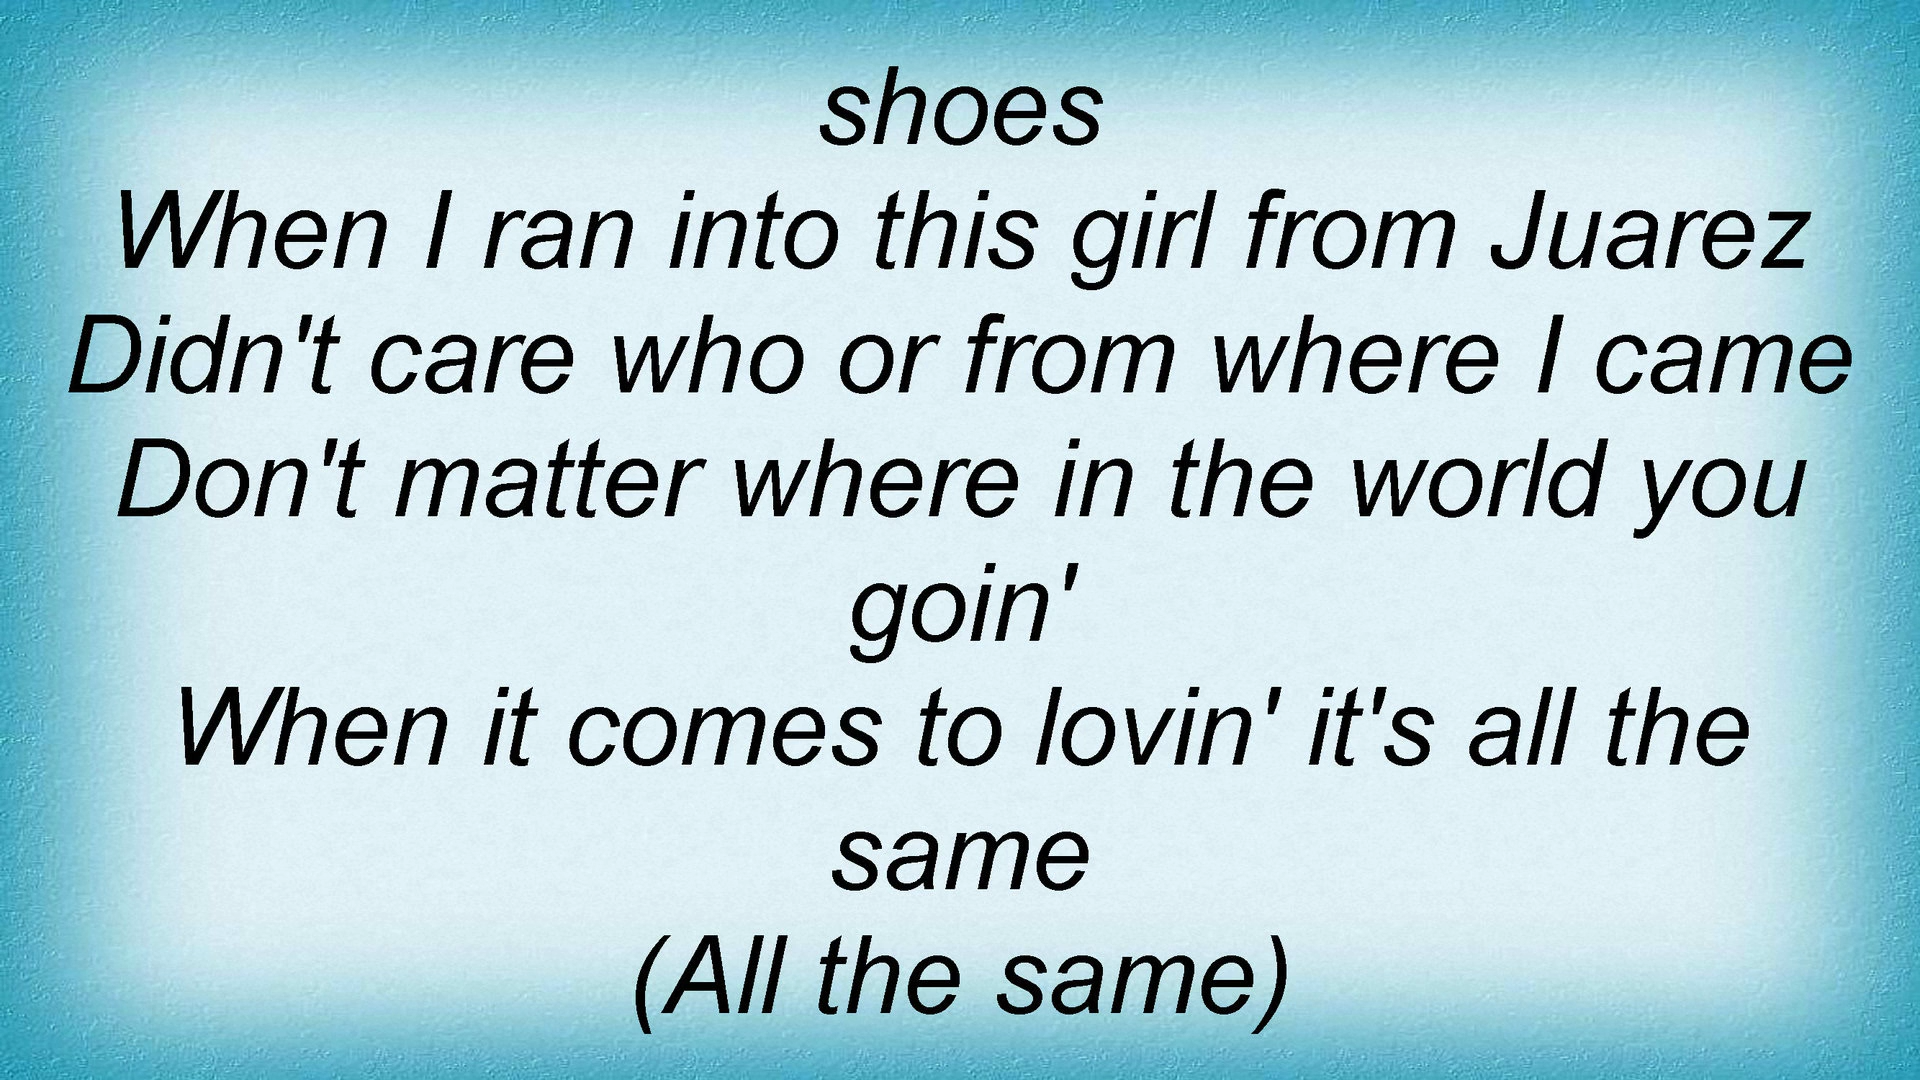 shoes
When I ran into this girl from Juarez
Didn't care who or from where I came
Don't matter where in the world you
goin'
When it comes to lovin' it's all the
same
(All the same)